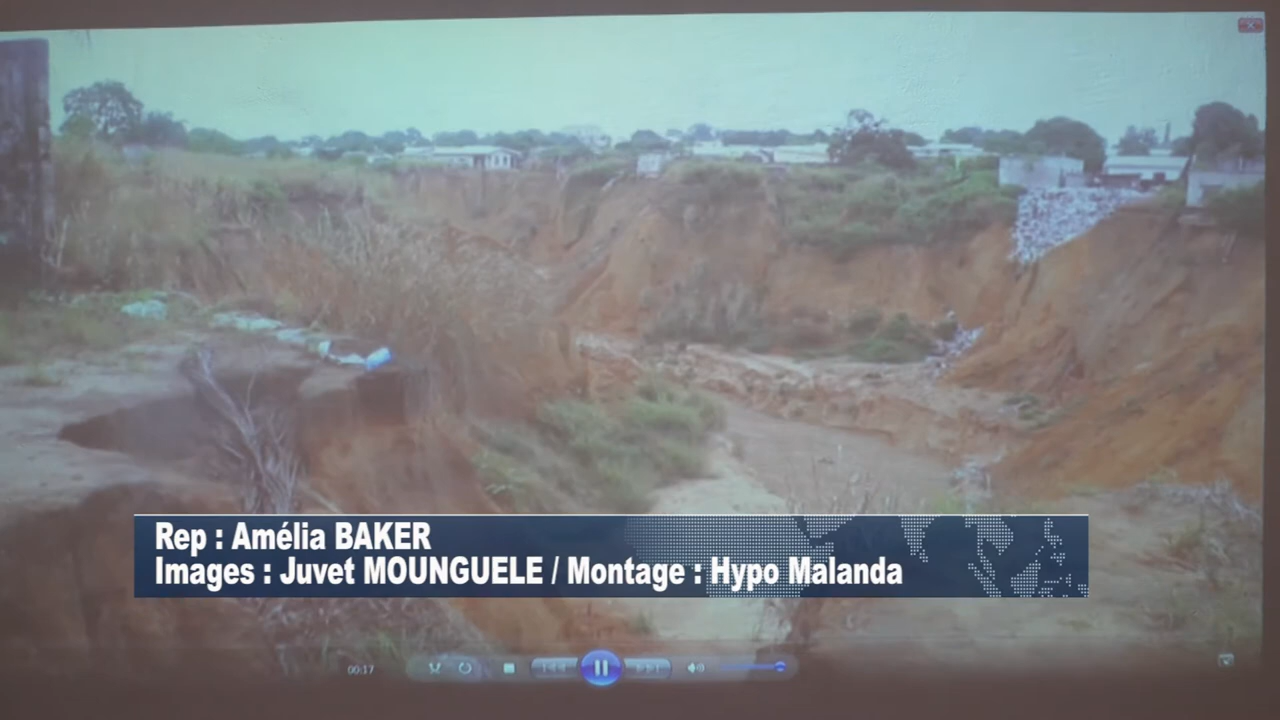 Rep : Amélia BAKER
Images : Juvet MOUNGUELE / Montage : Hypo Malanda
00:17